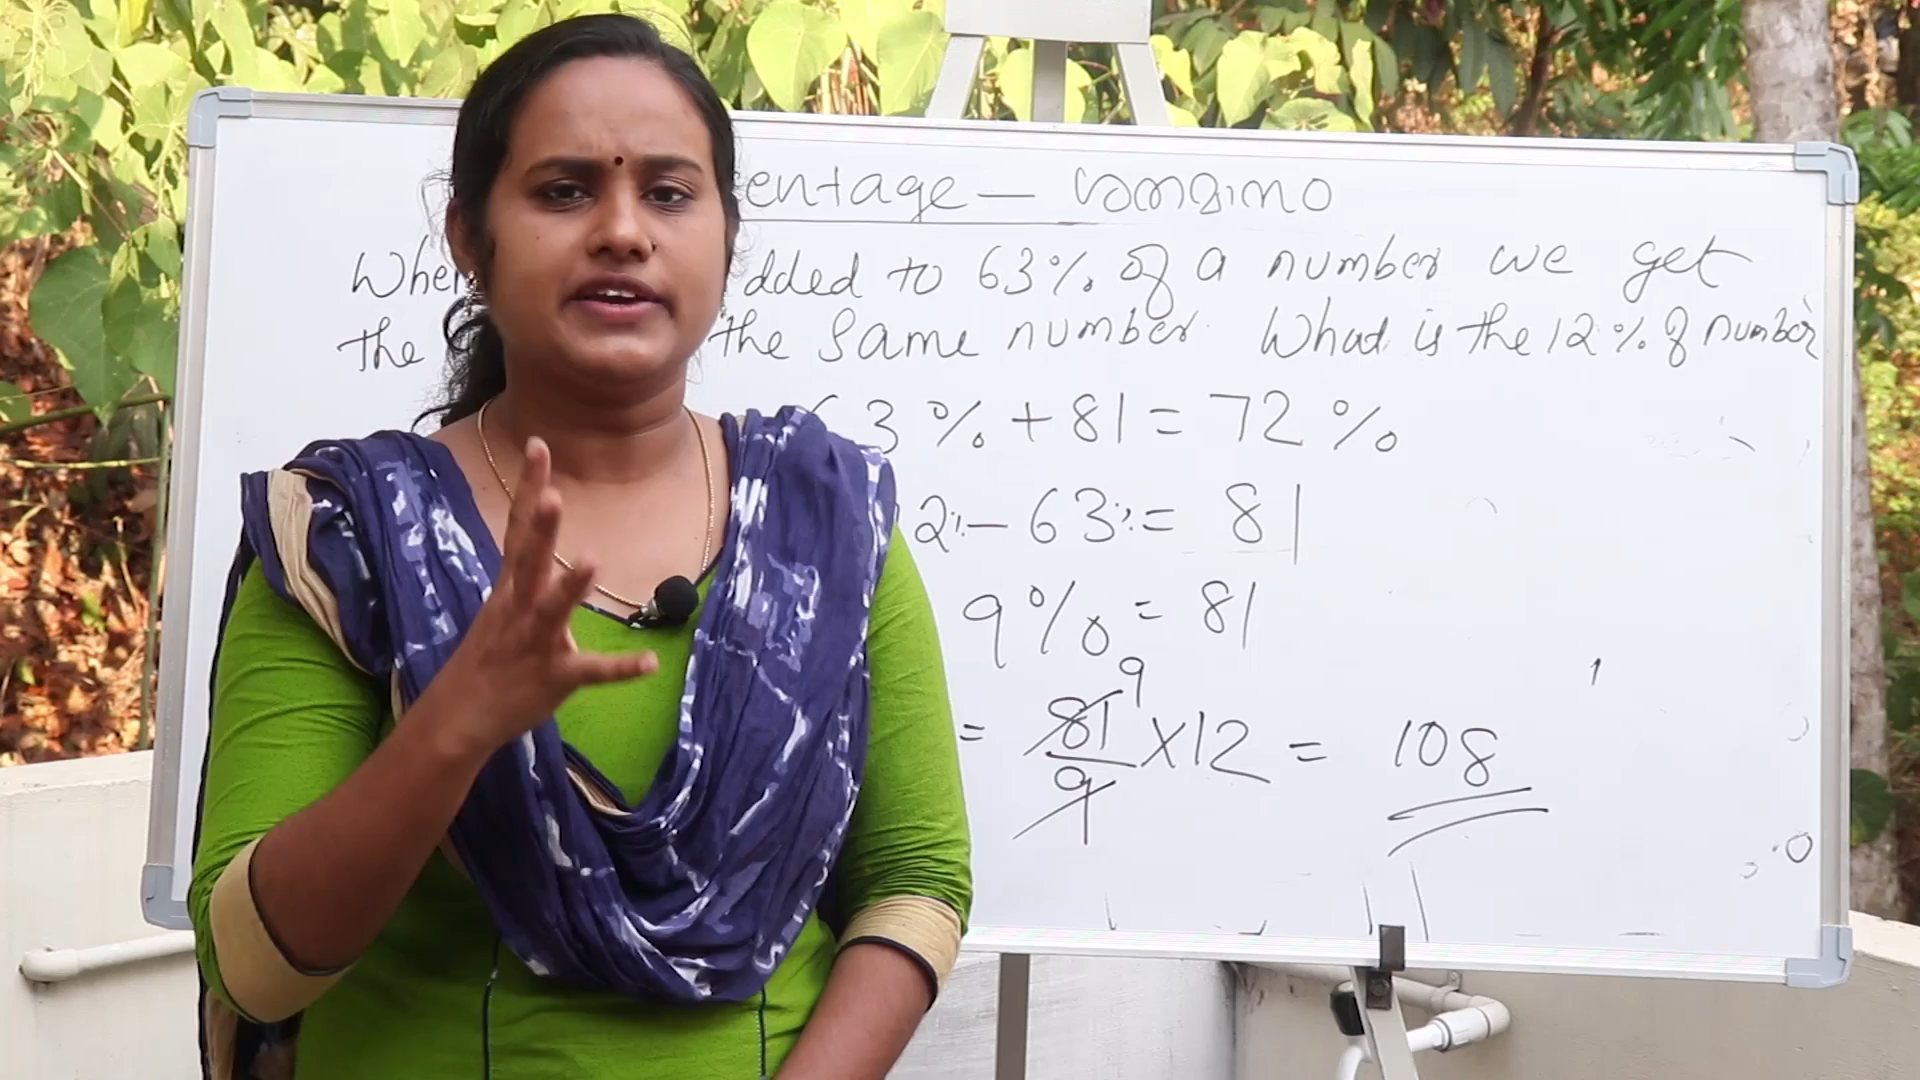 entage — ശതമാനം
When dded to 63% of a number we get
the the same number. What is the 12% of number
63% + 81 = 72%
2% - 63% = 81
9% = 81
9
= 81/9 × 12 = 108